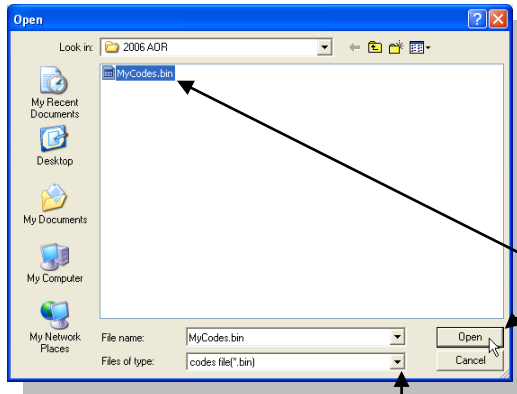 Open
Look in:
2006 AOR
MyCodes.bin
My Recent
Documents
Desktop
My Documents
My Computer
My Network
Places
File name:
MyCodes.bin
Open
Files of type:
codes file(*.bin)
Cancel